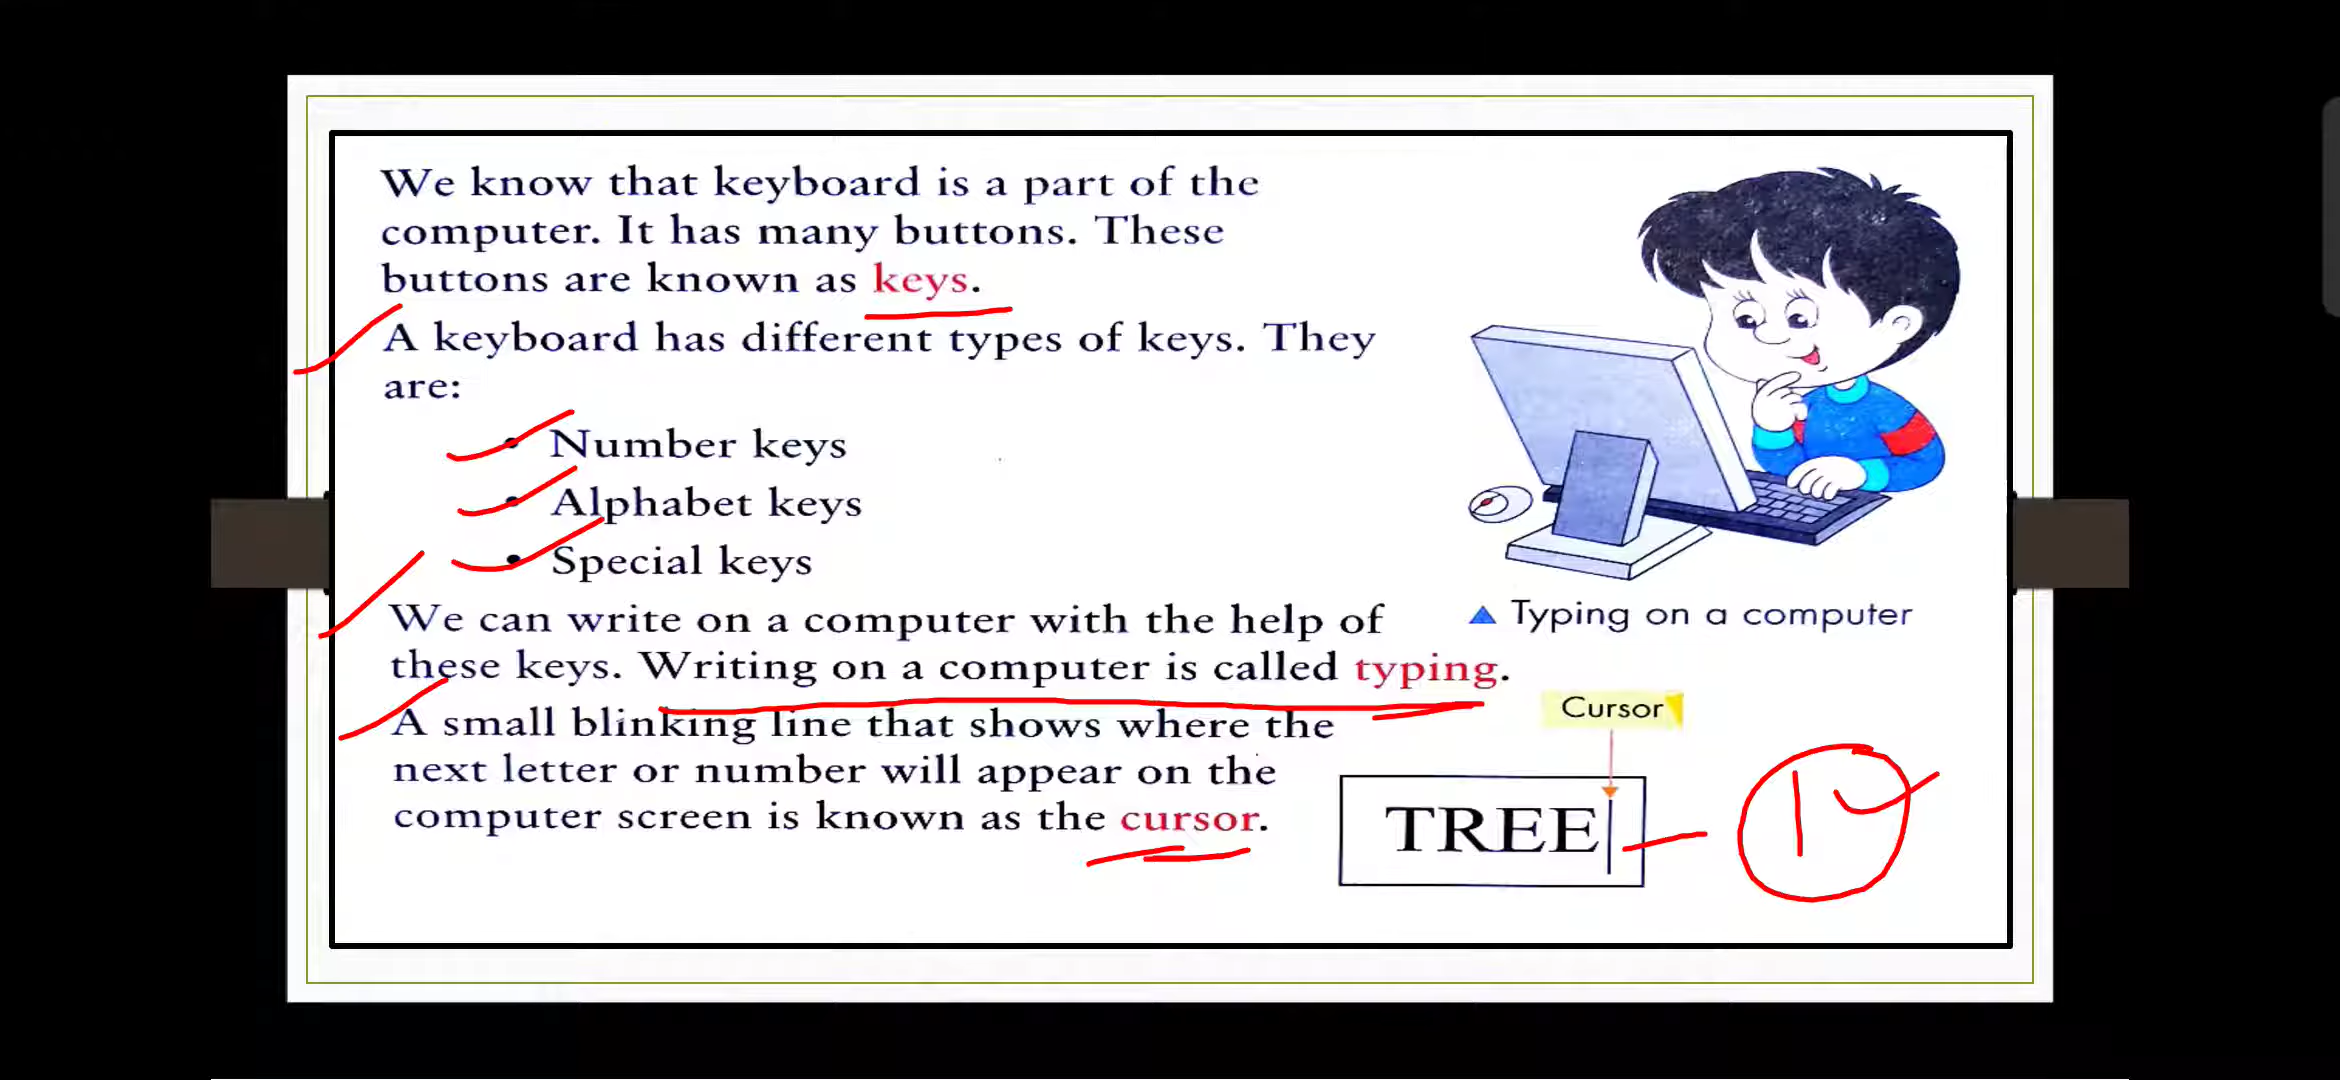 We know that keyboard is a part of the
computer. It has many buttons. These
buttons are known as keys.
A keyboard has different types of keys. They
are:
• Number keys
• Alphabet keys
• Special keys
We can write on a computer with the help of
these keys. Writing on a computer is called typing.
A small blinking line that shows where the
next letter or number will appear on the
computer screen is known as the cursor.
▲ Typing on a computer
Cursor
TREE|